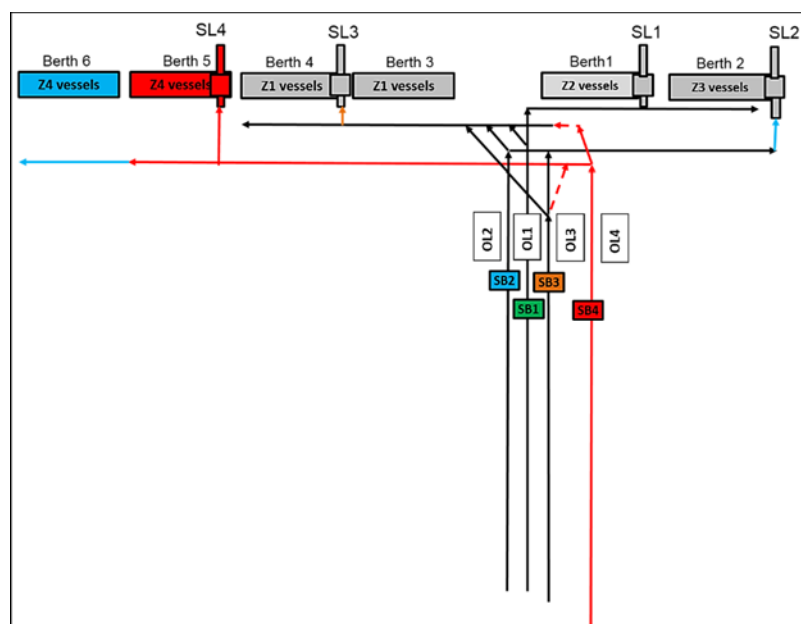 SL4
SL3
SL1
SL2
Berth 6
Berth 5
Berth 4
Berth 3
Berth1
Berth 2
Z4 vessels
Z4 vessels
Z1 vessels
Z1 vessels
Z2 vessels
Z3 vessels
OL2
OL1
OL3
OL4
SB2
SB3
SB1
SB4